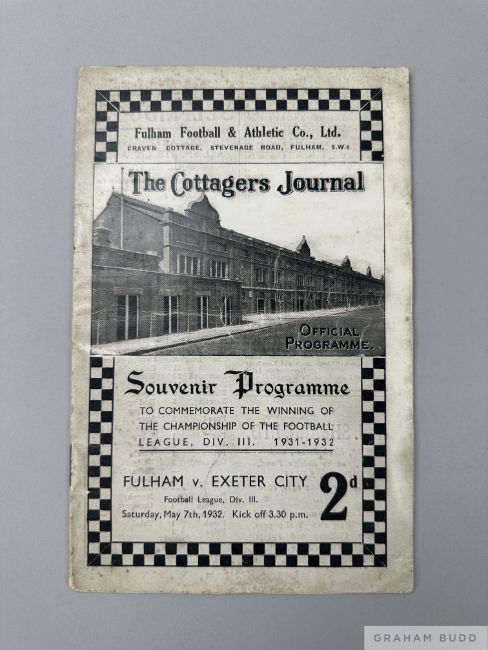 Fulham Football & Athletic Co., Ltd.
CRAVEN COTTAGE, STEVENAGE ROAD, FULHAM, S.W.6
The Cottagers Journal
OFFICIAL
PROGRAMME.
Souvenir Programme
TO COMMEMORATE THE WINNING OF
THE CHAMPIONSHIP OF THE FOOTBALL
LEAGUE, DIV. III. 1931-1932
FULHAM v. EXETER CITY
Football League, Div. III.
Saturday, May 7th, 1932. Kick off 3.30 p.m.
2d
GRAHAM BUDD